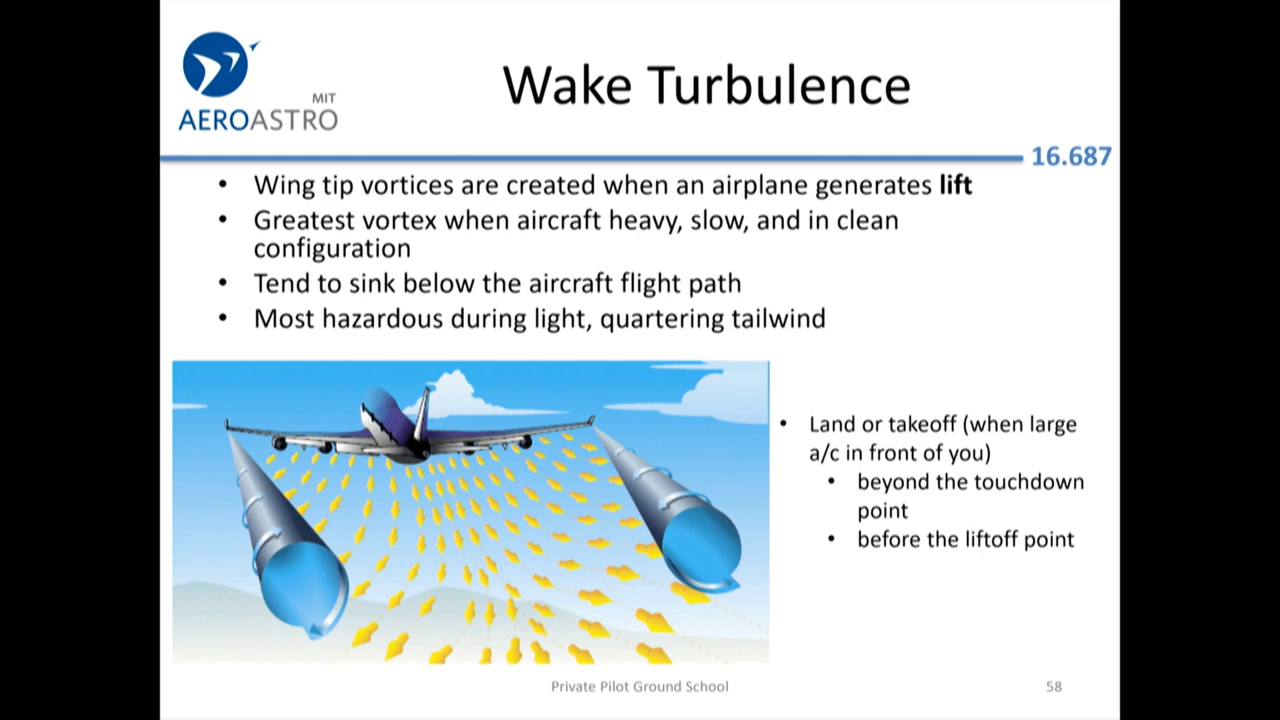 MIT
AEROASTRO
Wake Turbulence
16.687
• Wing tip vortices are created when an airplane generates lift
• Greatest vortex when aircraft heavy, slow, and in clean
configuration
• Tend to sink below the aircraft flight path
• Most hazardous during light, quartering tailwind
• Land or takeoff (when large
a/c in front of you)
• beyond the touchdown
point
• before the liftoff point
Private Pilot Ground School
58